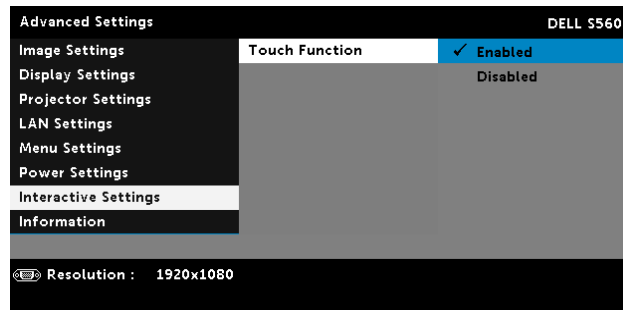 Advanced Settings DELL S560
Image Settings Touch Function ✓ Enabled
Display Settings Disabled
Projector Settings
LAN Settings
Menu Settings
Power Settings
Interactive Settings
Information
Resolution : 1920x1080